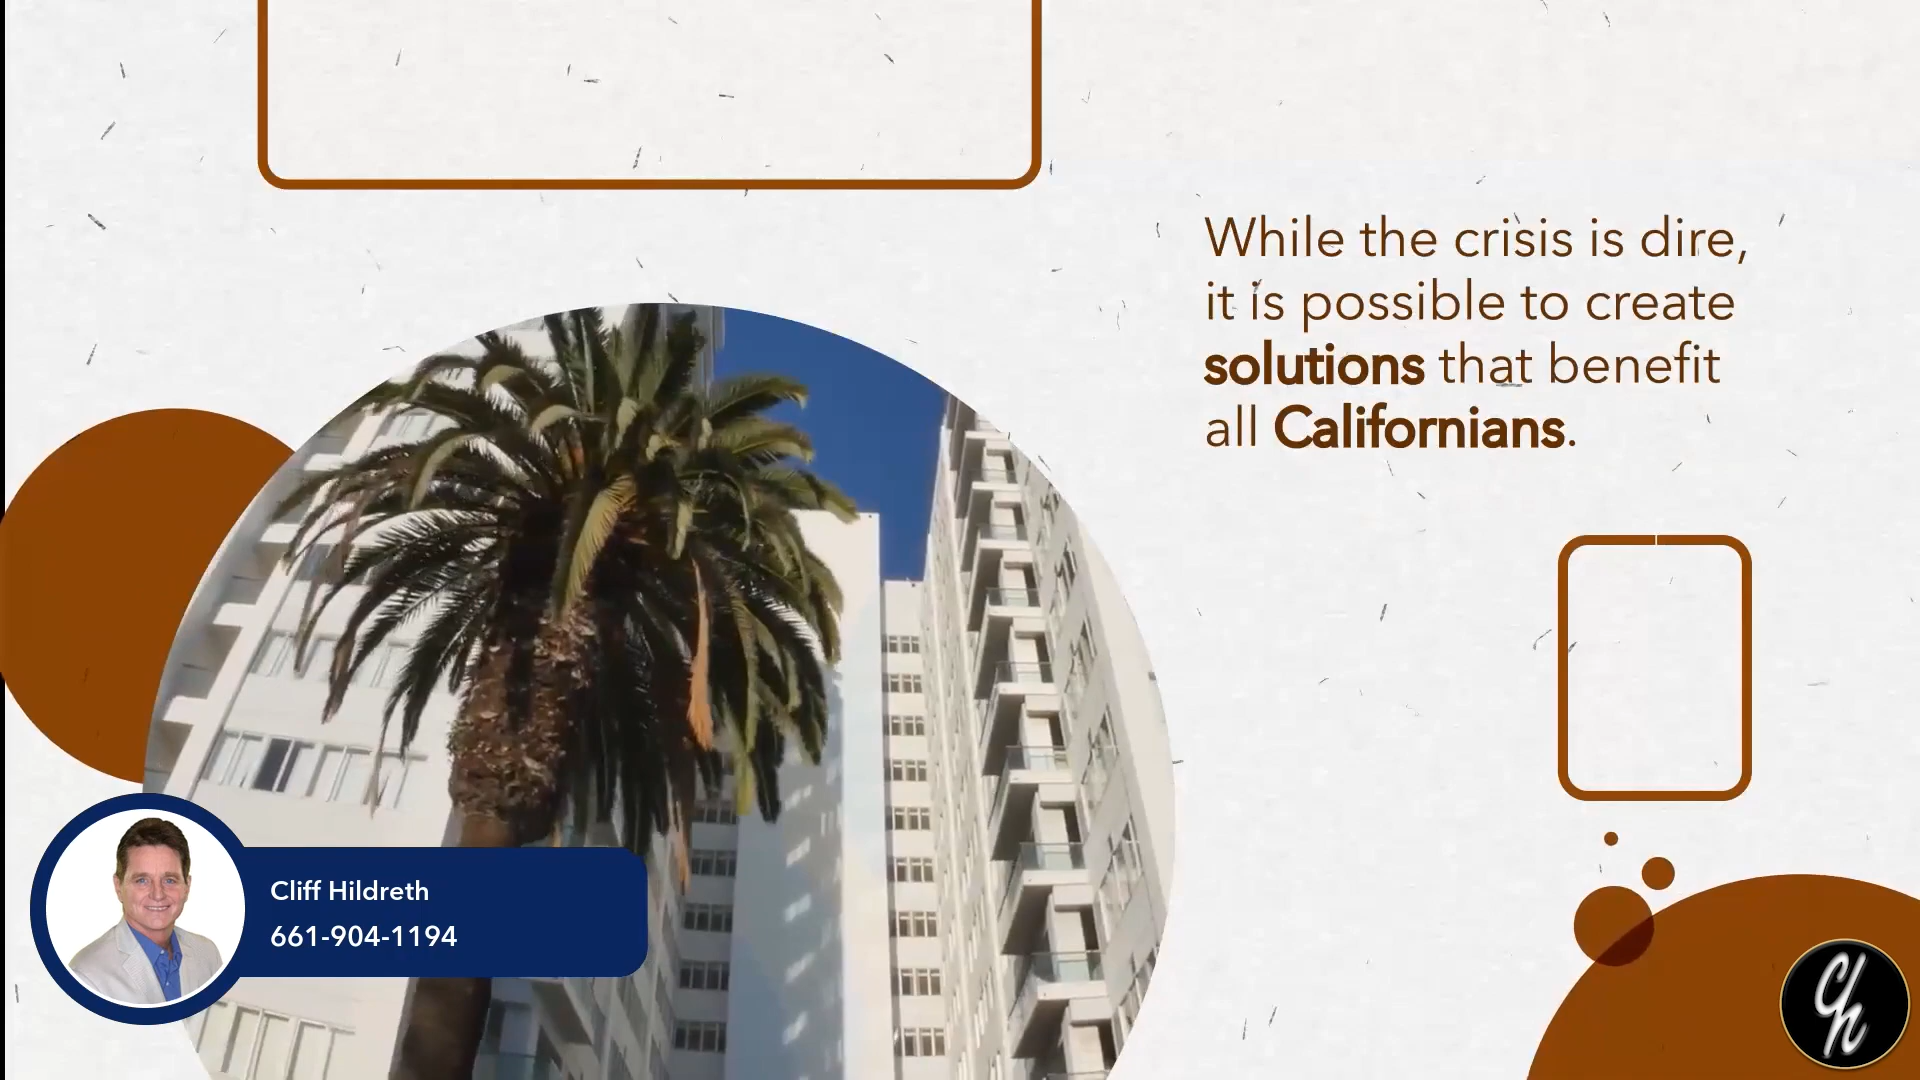 While the crisis is dire,
it is possible to create
solutions that benefit
all Californians.
Cliff Hildreth
661-904-1194